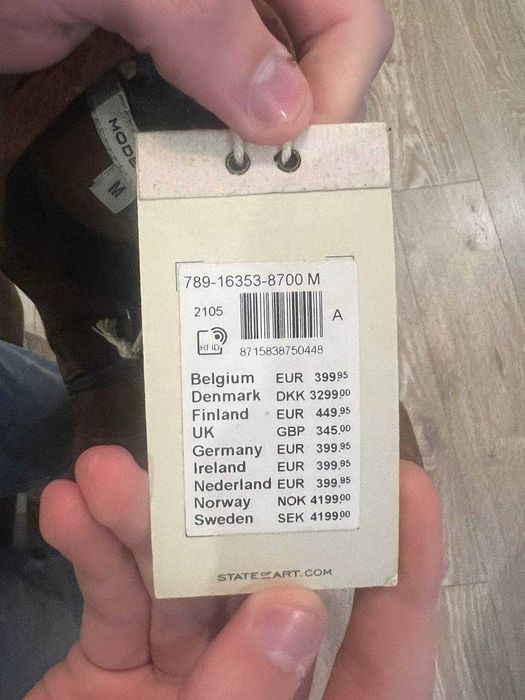 MODE
M
789-16353-8700 M
2105
A
RFID
8715838750448
Belgium EUR 399.95
Denmark DKK 3299.00
Finland EUR 449.95
UK GBP 345.00
Germany EUR 399.95
Ireland EUR 399.95
Nederland EUR 399.95
Norway NOK 4199.00
Sweden SEK 4199.00
STATE OF ART.COM